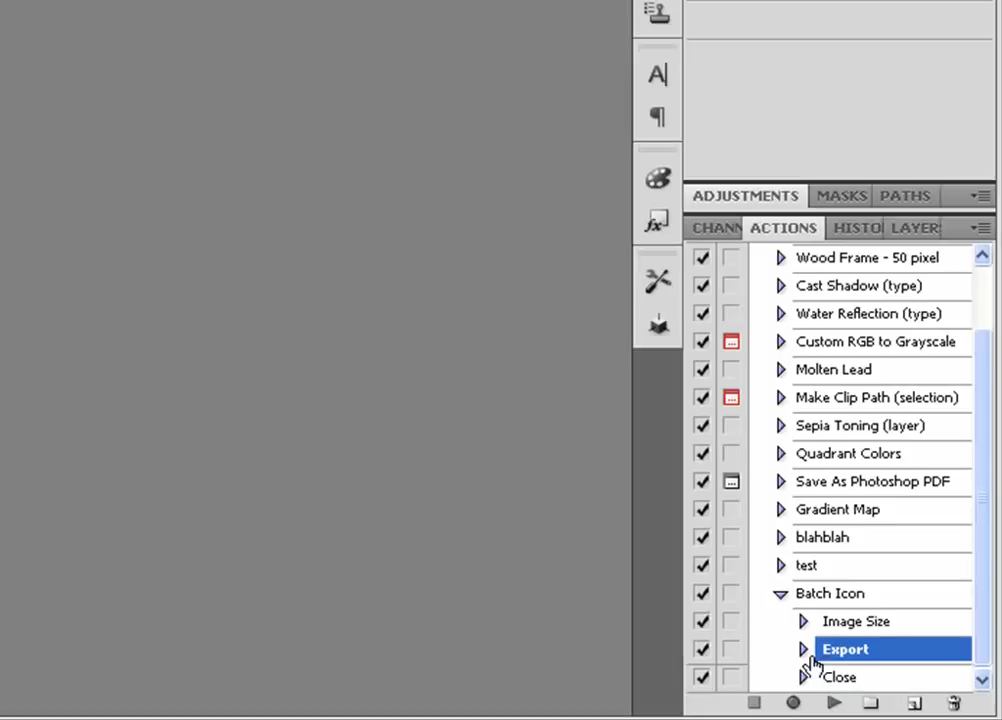 A|
¶
fx
ADJUSTMENTS MASKS PATHS
CHANN ACTIONS HISTO LAYER
Wood Frame - 50 pixel
Cast Shadow (type)
Water Reflection (type)
Custom RGB to Grayscale
Molten Lead
Make Clip Path (selection)
Sepia Toning (layer)
Quadrant Colors
Save As Photoshop PDF
Gradient Map
blahblah
test
Batch Icon
Image Size
Export
Close